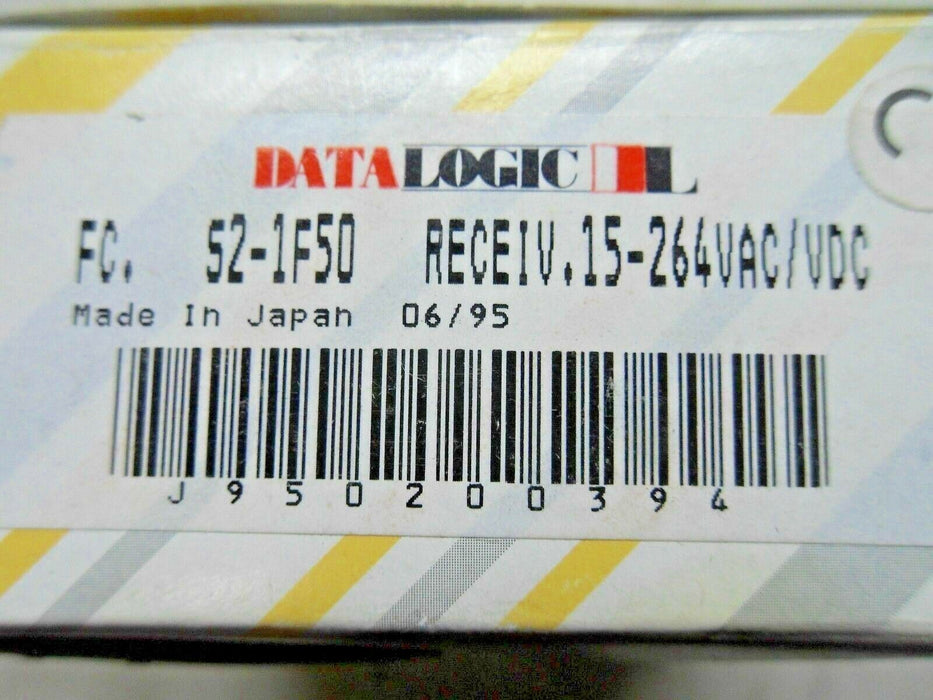 DATALOGIC
FC. S2-1F50 RECEIV.15-264VAC/VDC
Made In Japan 06/95
J950200394